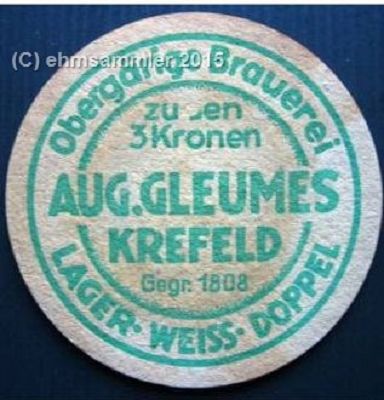 (C) ehmsammler 2015
Obergärige Brauerei
zu den
3 Kronen
AUG. GLEUMES
KREFELD
Gegr. 1808
LAGER- WEISS- DOPPEL